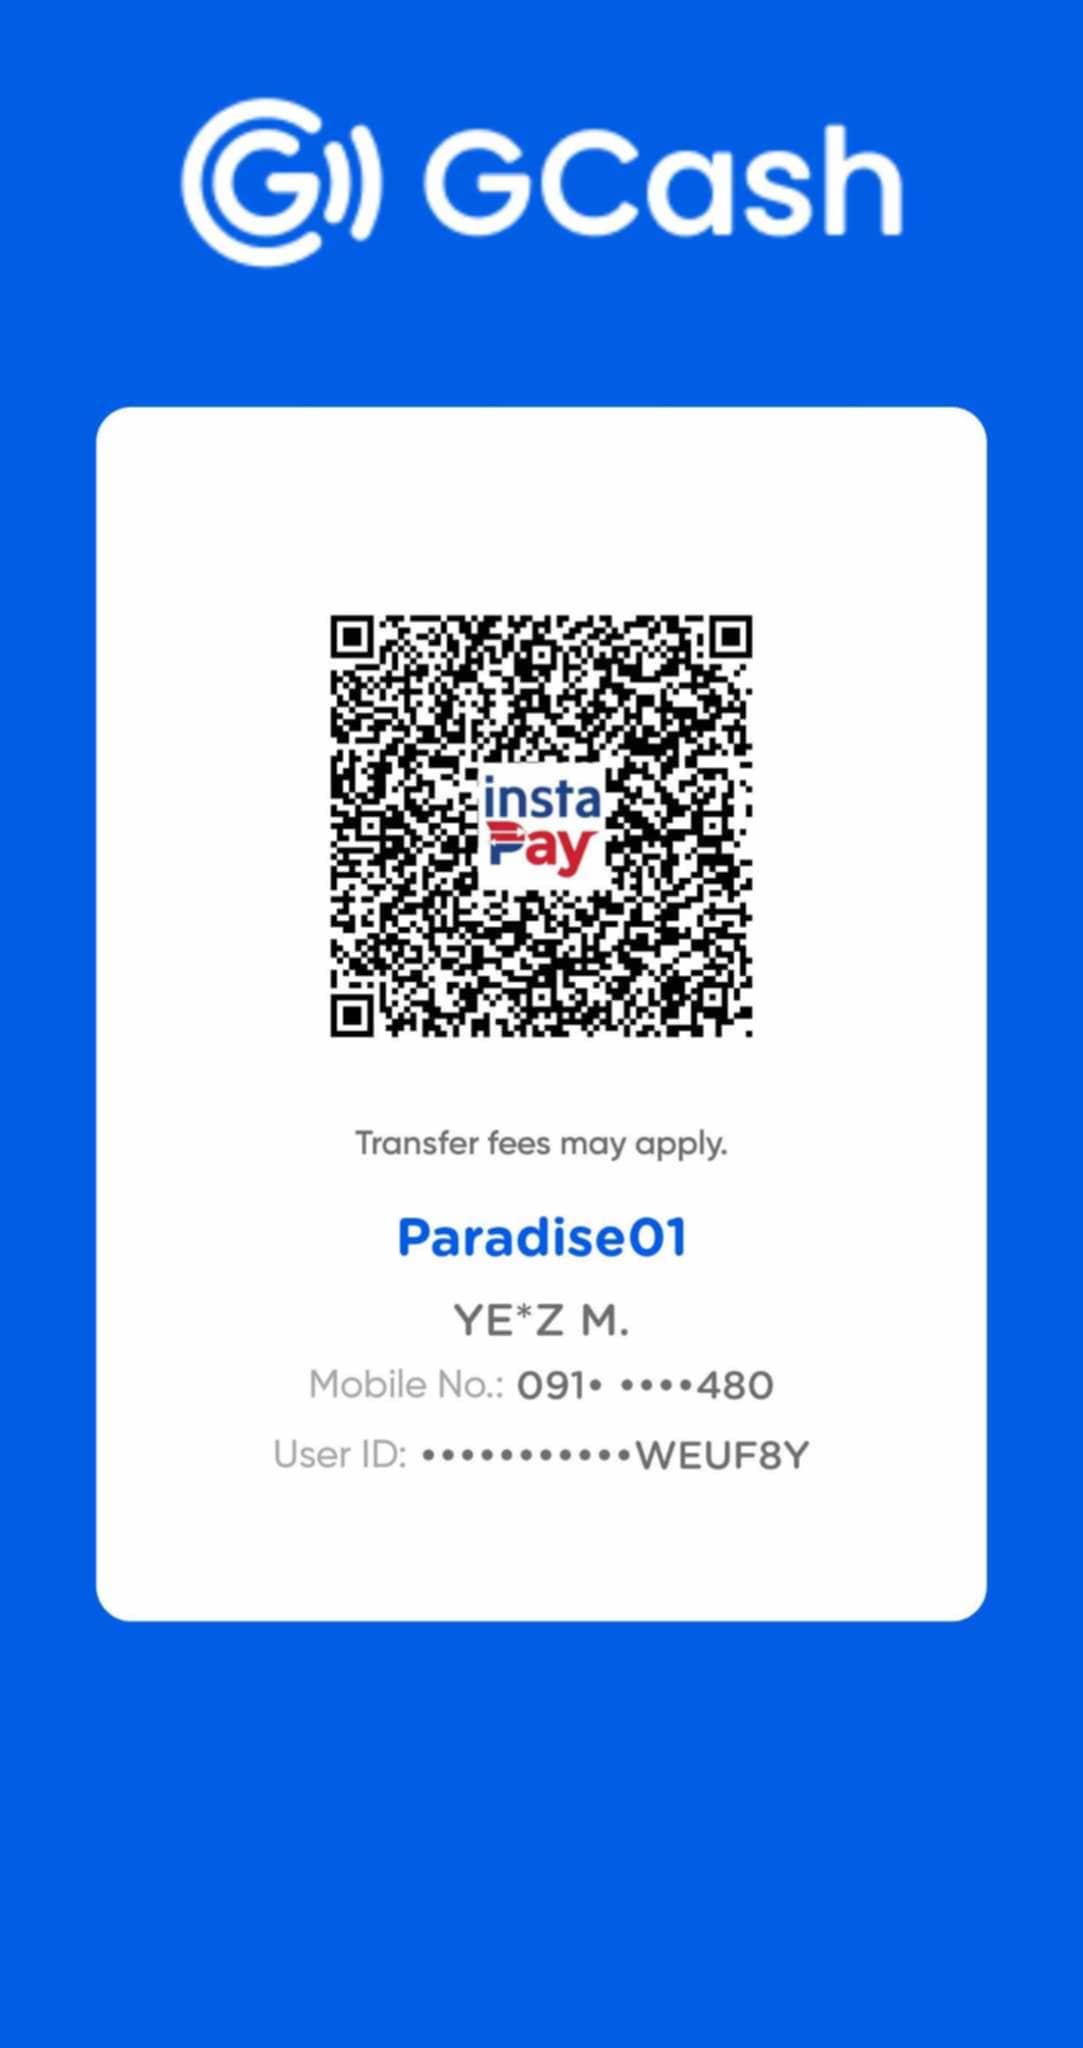 GCash
insta
Pay
Transfer fees may apply.
Paradise01
YE*Z M.
Mobile No.: 091• ••••480
User ID: •••••••••••WEUF8Y